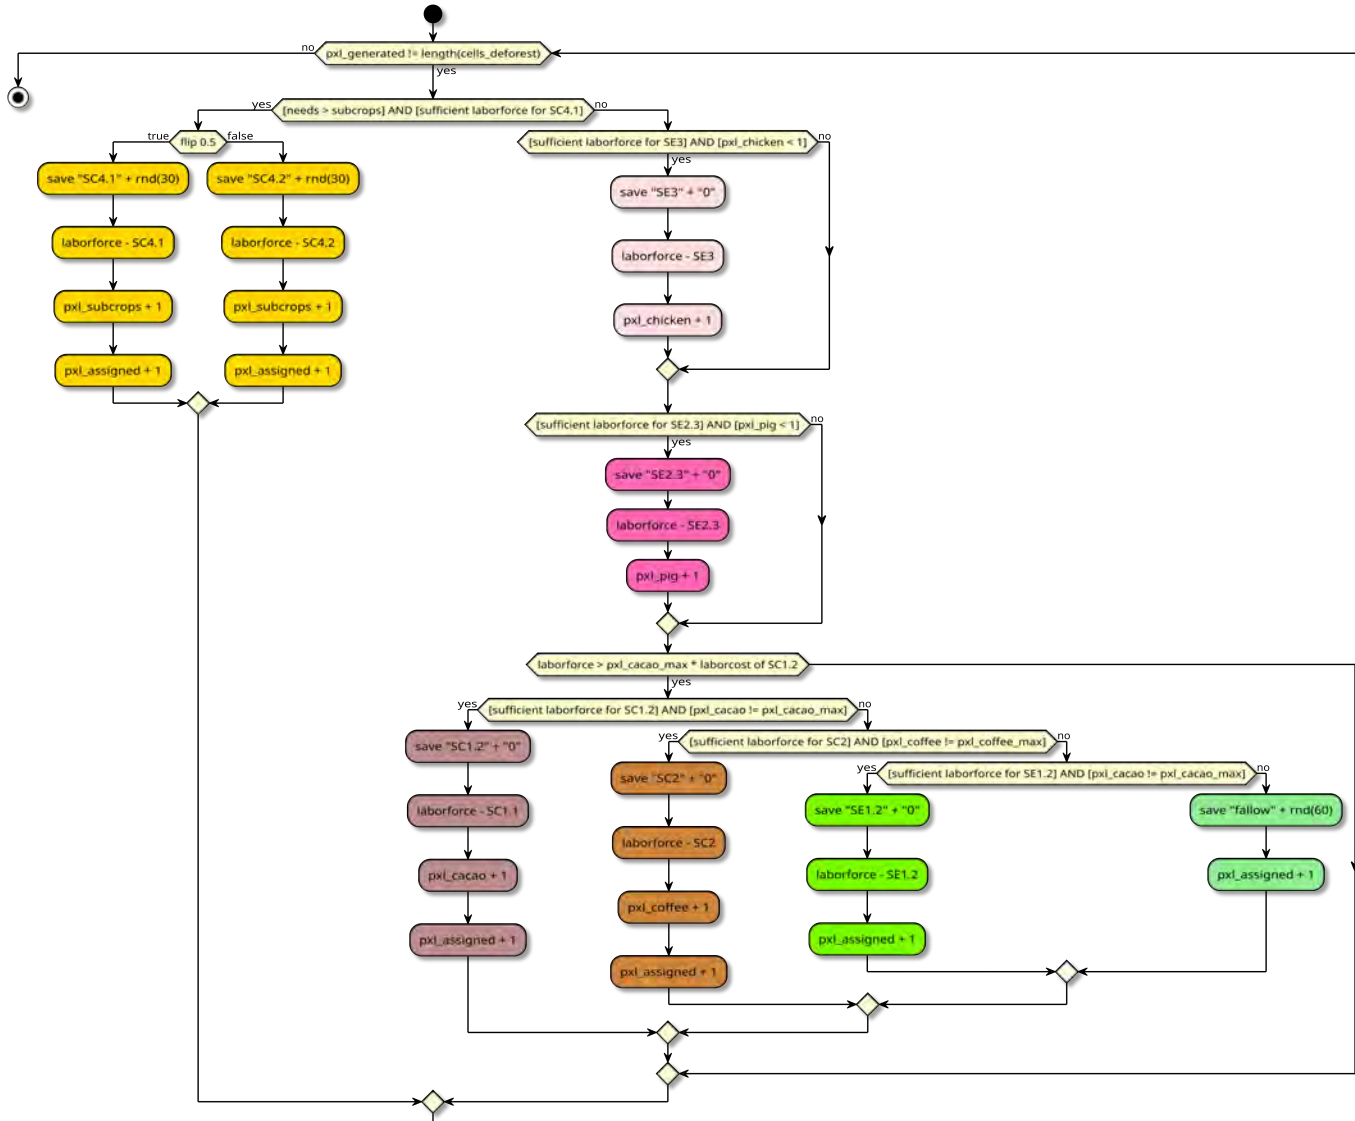 no
pxl_generated != length(cells_deforest)
yes
yes
[needs > subcrops] AND [sufficient laborforce for SC4.1]
no
true
flip 0.5
false
save "SC4.1" + rnd(30)
laborforce - SC4.1
pxl_subcrops + 1
pxl_assigned + 1
save "SC4.2" + rnd(30)
laborforce - SC4.2
pxl_subcrops + 1
pxl_assigned + 1
[sufficient laborforce for SE3] AND [pxl_chicken < 1]
no
yes
save "SE3" + "0"
laborforce - SE3
pxl_chicken + 1
[sufficient laborforce for SE2.3] AND [pxl_pig < 1]
no
yes
save "SE2.3" + "0"
laborforce - SE2.3
pxl_pig + 1
laborforce > pxl_cacao_max * laborcost of SC1.2
yes
yes
[sufficient laborforce for SC1.2] AND [pxl_cacao != pxl_cacao_max]
no
save "SC1.2" + "0"
laborforce - SC1.1
pxl_cacao + 1
pxl_assigned + 1
yes
[sufficient laborforce for SC2] AND [pxl_coffee != pxl_coffee_max]
no
save "SC2" + "0"
laborforce - SC2
pxl_coffee + 1
pxl_assigned + 1
yes
[sufficient laborforce for SE1.2] AND [pxl_cacao != pxl_cacao_max]
no
save "SE1.2" + "0"
laborforce - SE1.2
pxl_assigned + 1
save "fallow" + rnd(60)
pxl_assigned + 1